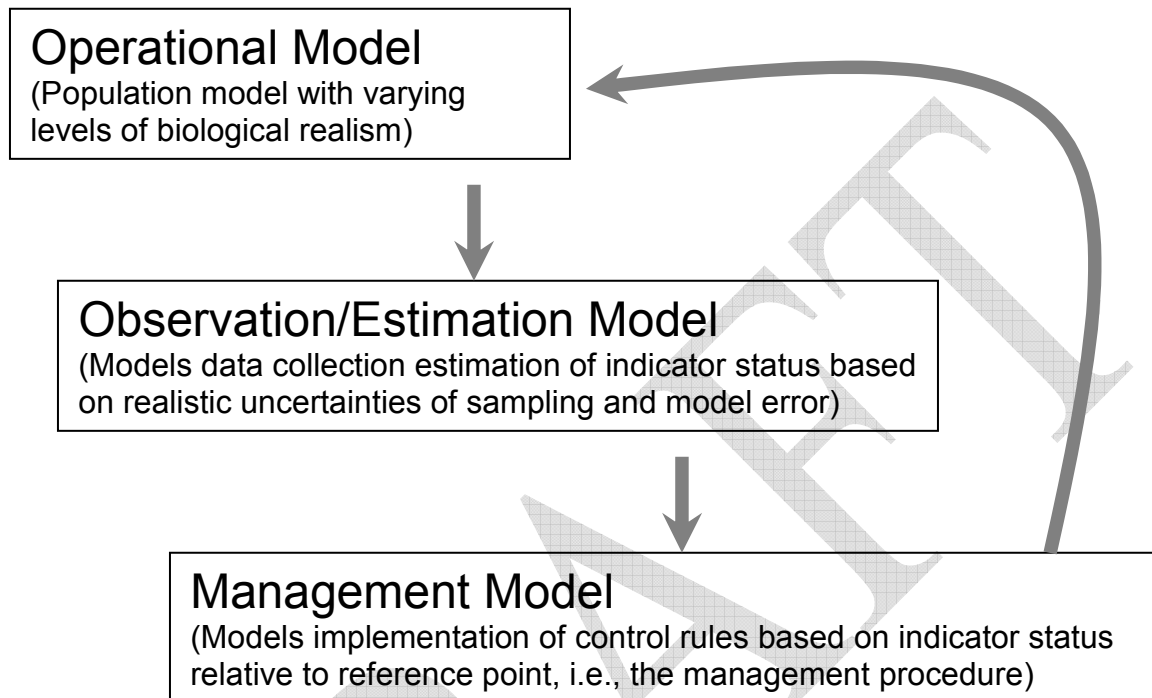 Operational Model
(Population model with varying
levels of biological realism)
Observation/Estimation Model
(Models data collection estimation of indicator status based
on realistic uncertainties of sampling and model error)
Management Model
(Models implementation of control rules based on indicator status
relative to reference point, i.e., the management procedure)
DRAFT